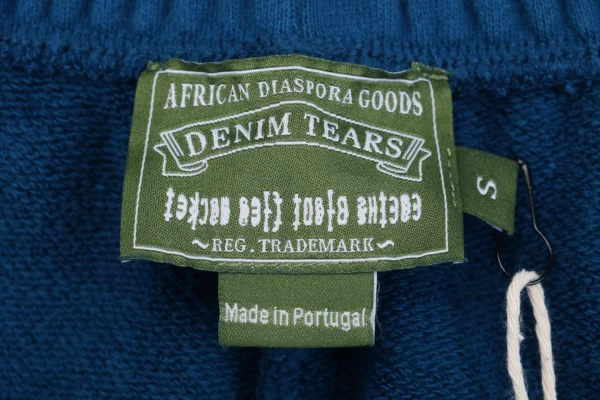 AFRICAN DIASPORA GOODS
DENIM TEARS
REG. TRADEMARK
S
Made in Portugal